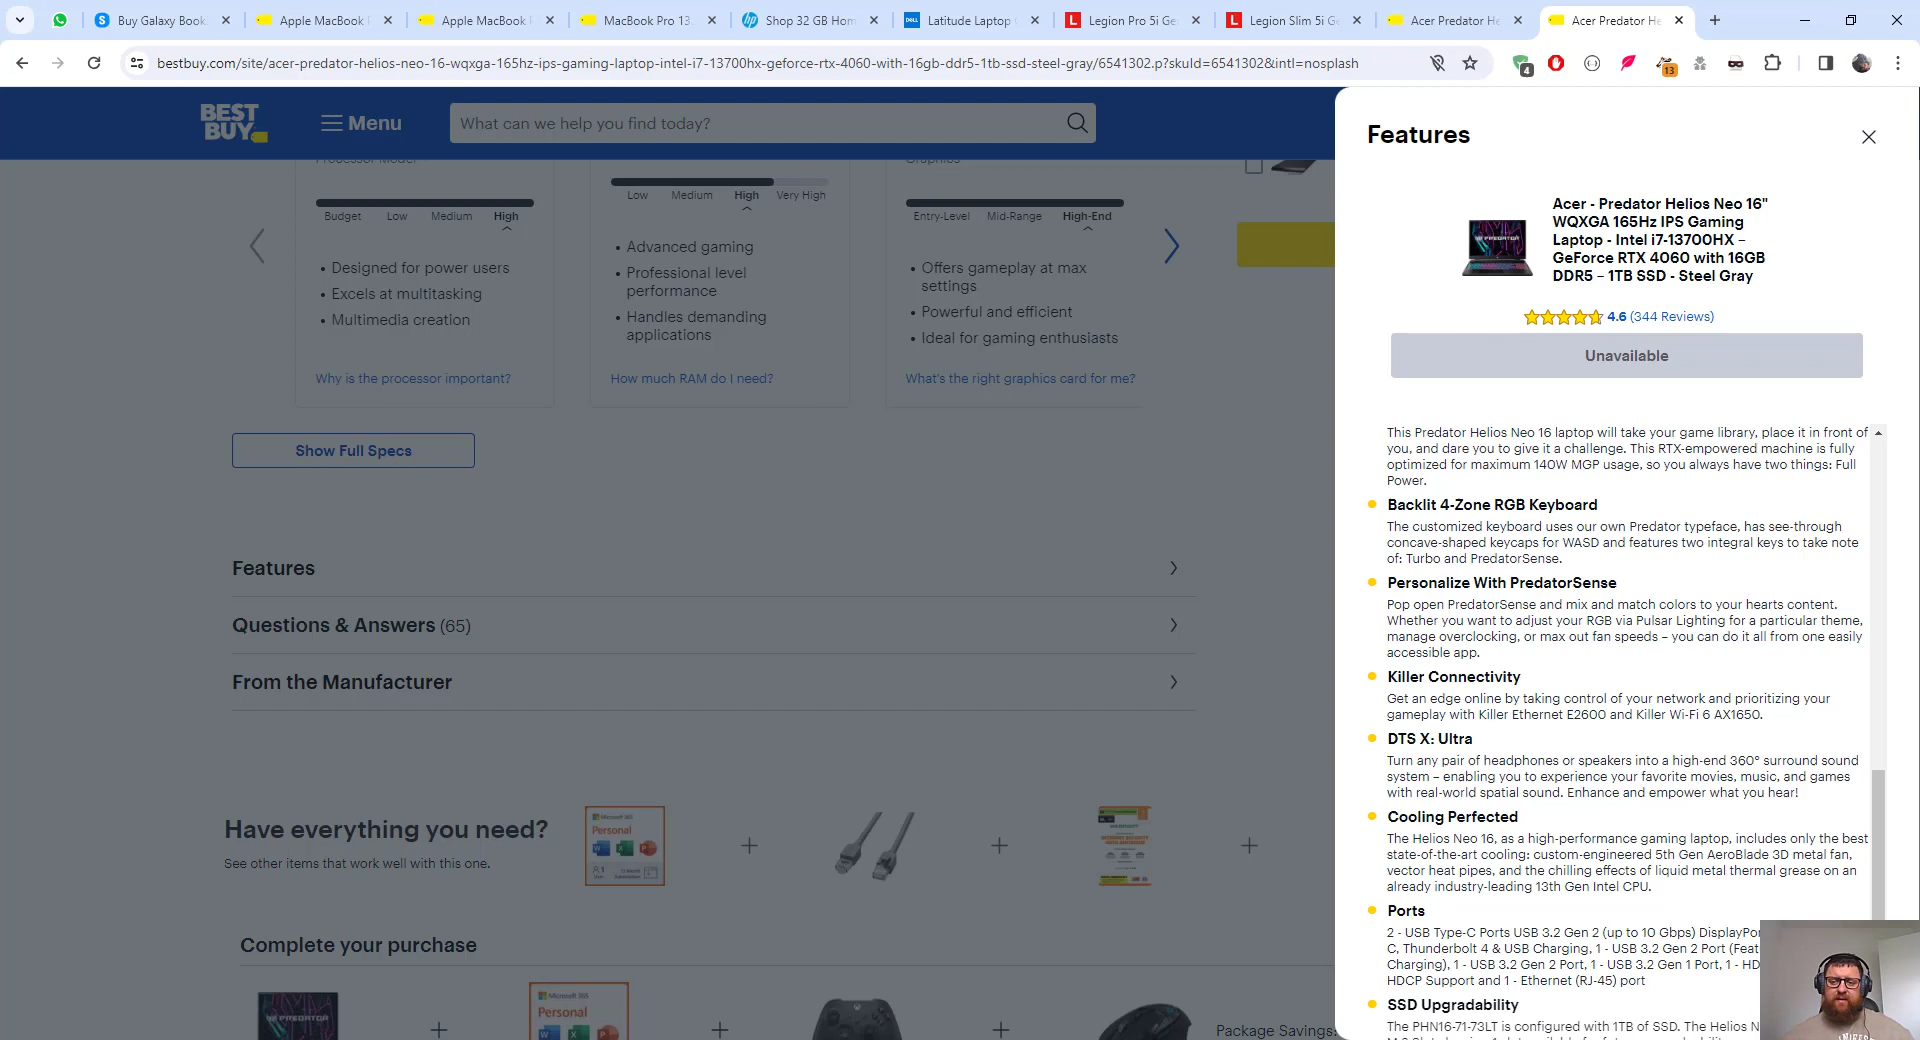 Buy Galaxy Book
Apple MacBook
Apple MacBook
MacBook Pro 13
Shop 32 GB Hom
Latitude Laptop
Legion Pro 5i Ge
Legion Slim 5i G
Acer Predator He
Acer Predator He
bestbuy.com/site/acer-predator-helios-neo-16-wqxga-165hz-ips-gaming-laptop-intel-i7-13700hx-geforce-rtx-4060-with-16gb-ddr5-1tb-ssd-steel-gray/6541302.p?skuId=6541302&intl=nosplash
4
13
BEST
BUY
Menu
What can we help you find today?
Processor Model
Budget Low Medium High
• Designed for power users
• Excels at multitasking
• Multimedia creation
Why is the processor important?
Low Medium High Very High
• Advanced gaming
• Professional level
performance
• Handles demanding
applications
How much RAM do I need?
Graphics
Entry-Level Mid-Range High-End
• Offers gameplay at max
settings
• Powerful and efficient
• Ideal for gaming enthusiasts
What's the right graphics card for me?
Show Full Specs
Features
Questions & Answers (65)
From the Manufacturer
Have everything you need?
See other items that work well with this one.
Microsoft 365
Personal
Complete your purchase
PREDATOR
Microsoft 365
Personal
Package Savings:
Features
PREDATOR
Acer - Predator Helios Neo 16"
WQXGA 165Hz IPS Gaming
Laptop - Intel i7-13700HX –
GeForce RTX 4060 with 16GB
DDR5 – 1TB SSD - Steel Gray
4.6 (344 Reviews)
Unavailable
This Predator Helios Neo 16 laptop will take your game library, place it in front of
you, and dare you to give it a challenge. This RTX-empowered machine is fully
optimized for maximum 140W MGP usage, so you always have two things: Full
Power.
Backlit 4-Zone RGB Keyboard
The customized keyboard uses our own Predator typeface, has see-through
concave-shaped keycaps for WASD and features two integral keys to take note
of: Turbo and PredatorSense.
Personalize With PredatorSense
Pop open PredatorSense and mix and match colors to your hearts content.
Whether you want to adjust your RGB via Pulsar Lighting for a particular theme,
manage overclocking, or max out fan speeds – you can do it all from one easily
accessible app.
Killer Connectivity
Get an edge online by taking control of your network and prioritizing your
gameplay with Killer Ethernet E2600 and Killer Wi-Fi 6 AX1650.
DTS X: Ultra
Turn any pair of headphones or speakers into a high-end 360° surround sound
system – enabling you to experience your favorite movies, music, and games
with real-world spatial sound. Enhance and empower what you hear!
Cooling Perfected
The Helios Neo 16, as a high-performance gaming laptop, includes only the best
state-of-the-art cooling: custom-engineered 5th Gen AeroBlade 3D metal fan,
vector heat pipes, and the chilling effects of liquid metal thermal grease on an
already industry-leading 13th Gen Intel CPU.
Ports
2 - USB Type-C Ports USB 3.2 Gen 2 (up to 10 Gbps) DisplayPo
C, Thunderbolt 4 & USB Charging, 1 - USB 3.2 Gen 2 Port (Feat
Charging), 1 - USB 3.2 Gen 2 Port, 1 - USB 3.2 Gen 1 Port, 1 - HD
HDCP Support and 1 - Ethernet (RJ-45) port
SSD Upgradability
The PHN16-71-73LT is configured with 1TB of SSD. The Helios N